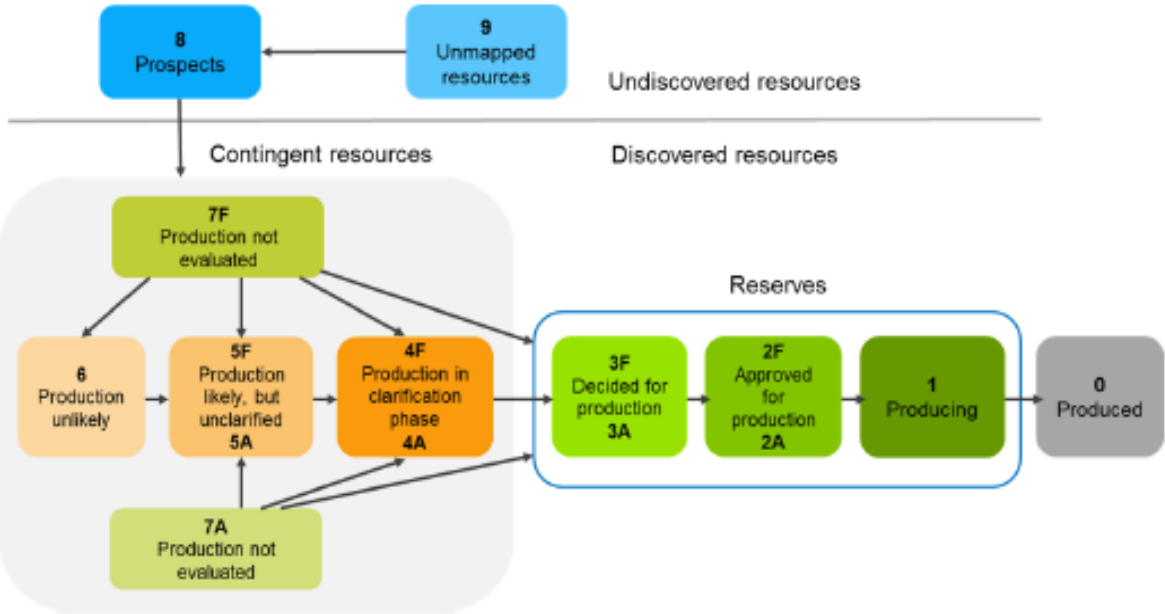 8
Prospects
9
Unmapped
resources
Undiscovered resources
Contingent resources
Discovered resources
7F
Production not
evaluated
Reserves
6
Production
unlikely
5F
Production
likely, but
unclarified
5A
4F
Production in
clarification
phase
4A
3F
Decided for
production
3A
2F
Approved
for
production
2A
1
Producing
0
Produced
7A
Production not
evaluated